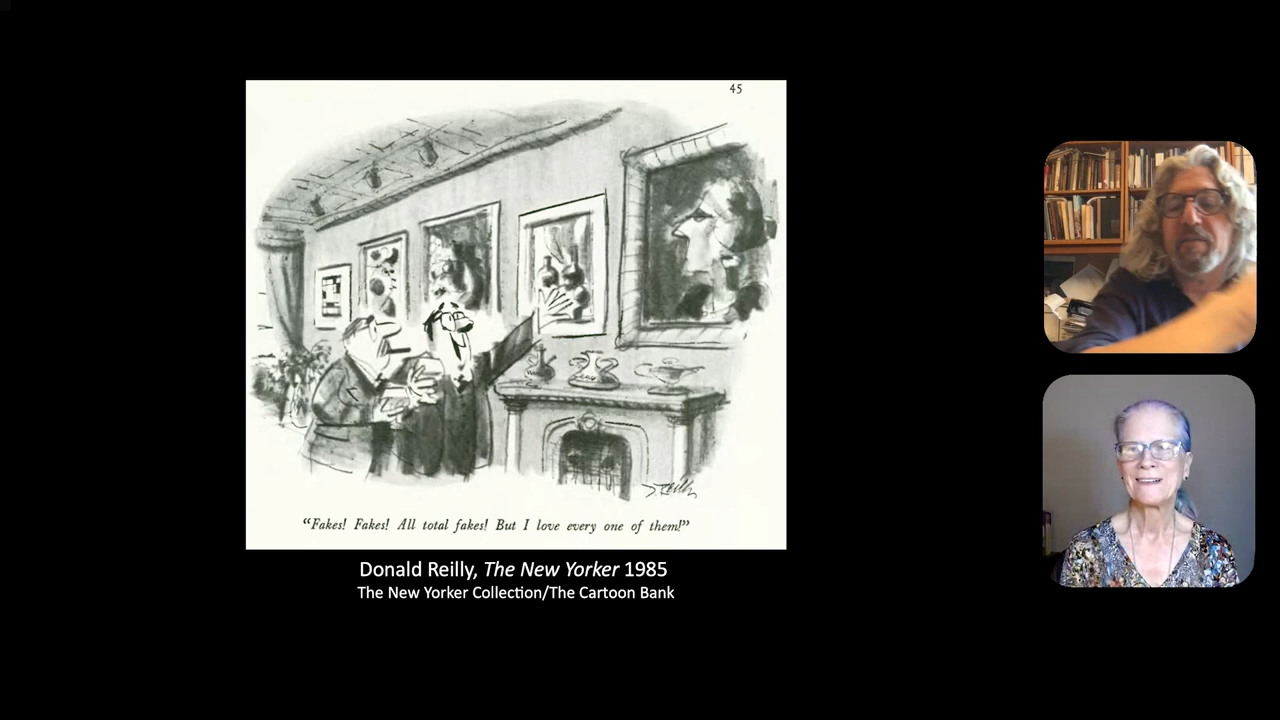 45
D. Reilly
“Fakes! Fakes! All total fakes! But I love every one of them!”
Donald Reilly, The New Yorker 1985
The New Yorker Collection/The Cartoon Bank